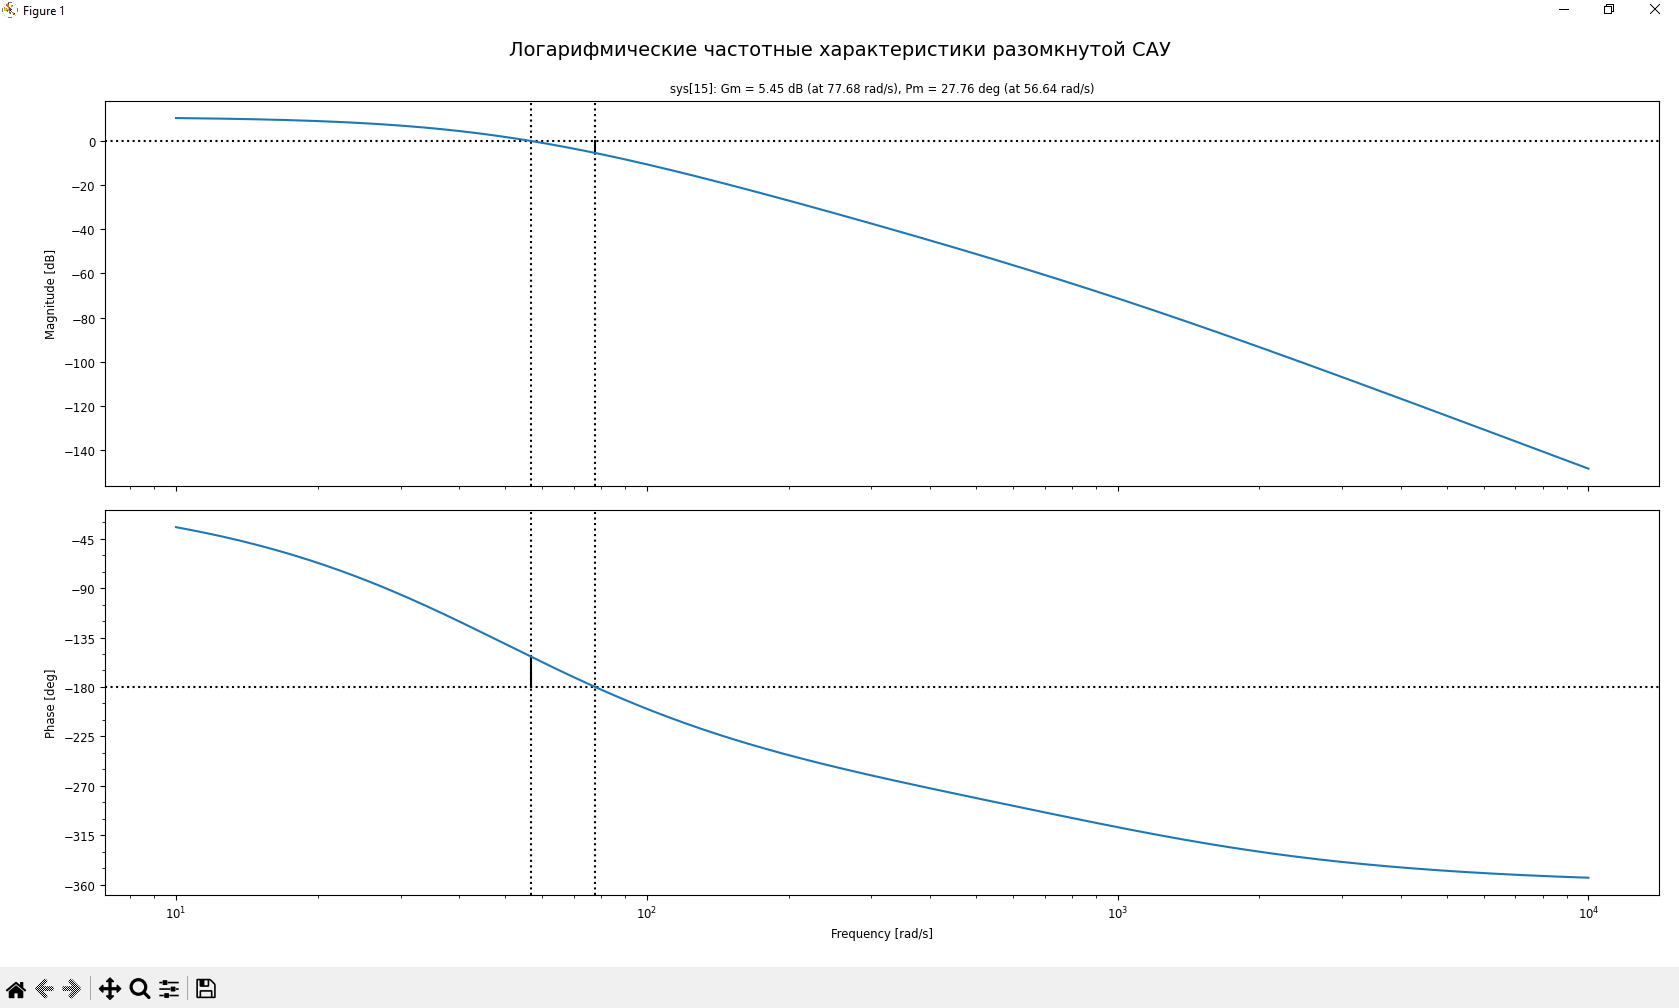 Figure 1
Логарифмические частотные характеристики разомкнутой САУ
sys[15]: Gm = 5.45 dB (at 77.68 rad/s), Pm = 27.76 deg (at 56.64 rad/s)
Magnitude [dB]
0
−20
−40
−60
−80
−100
−120
−140
Phase [deg]
−45
−90
−135
−180
−225
−270
−315
−360
10¹ 10² 10³ 10⁴
Frequency [rad/s]